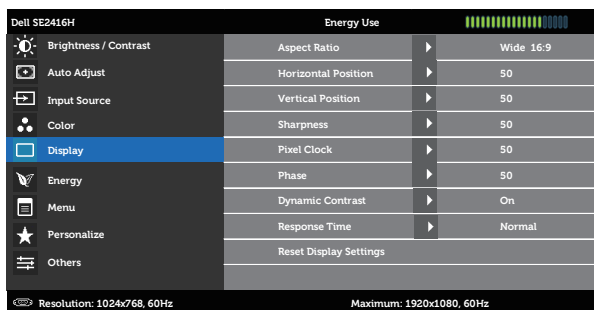 Dell SE2416H Energy Use
Brightness / Contrast
Auto Adjust
Input Source
Color
Display
Energy
Menu
Personalize
Others
Aspect Ratio Wide 16:9
Horizontal Position 50
Vertical Position 50
Sharpness 50
Pixel Clock 50
Phase 50
Dynamic Contrast On
Response Time Normal
Reset Display Settings
Resolution: 1024x768, 60Hz Maximum: 1920x1080, 60Hz